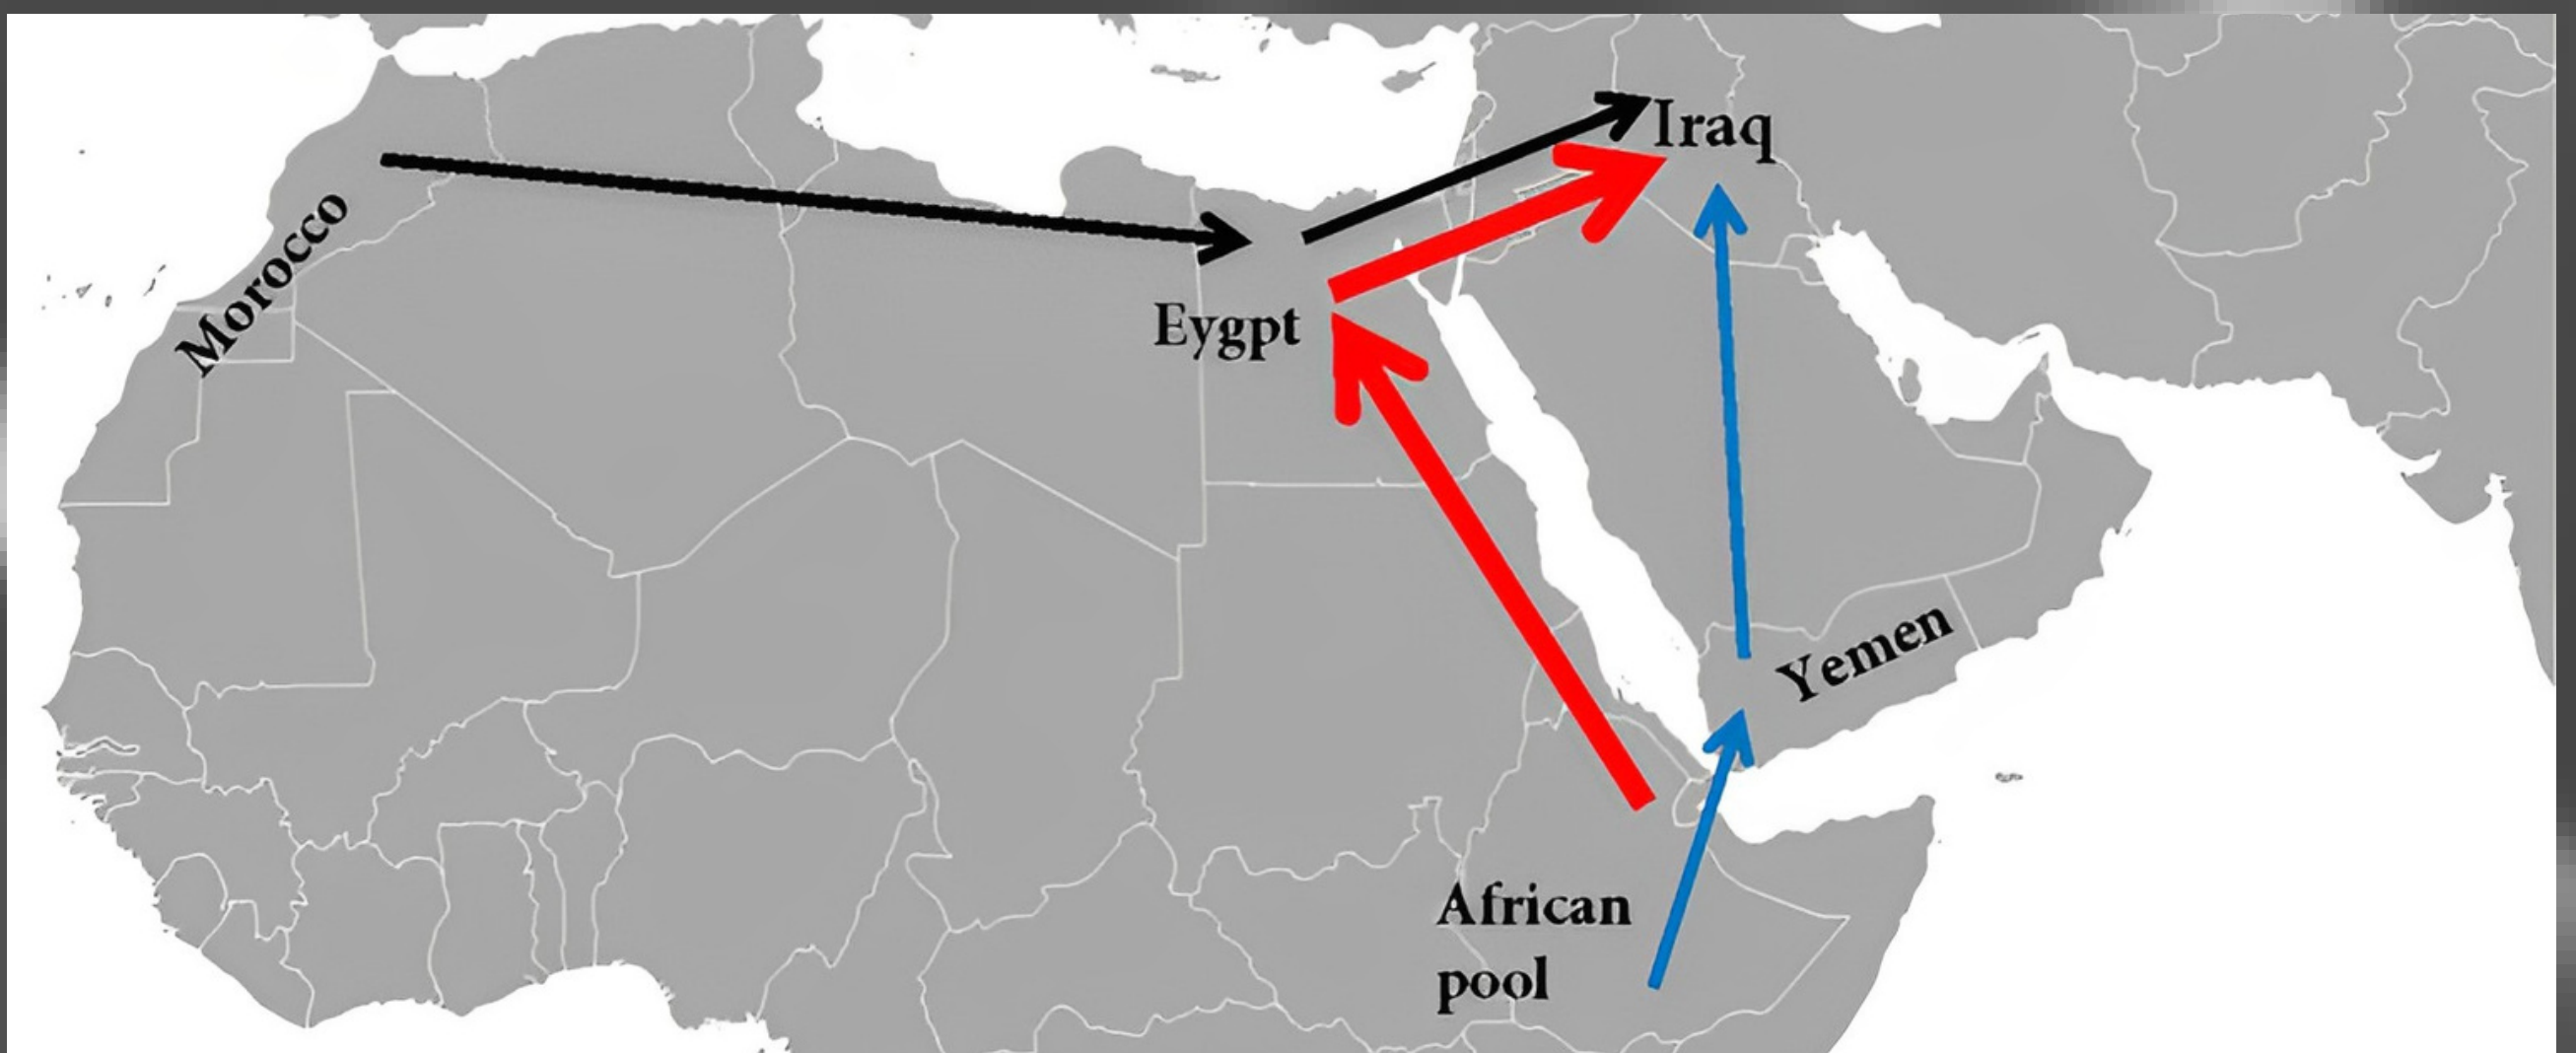 Iraq
Morocco
Eygpt
Yemen
African
pool